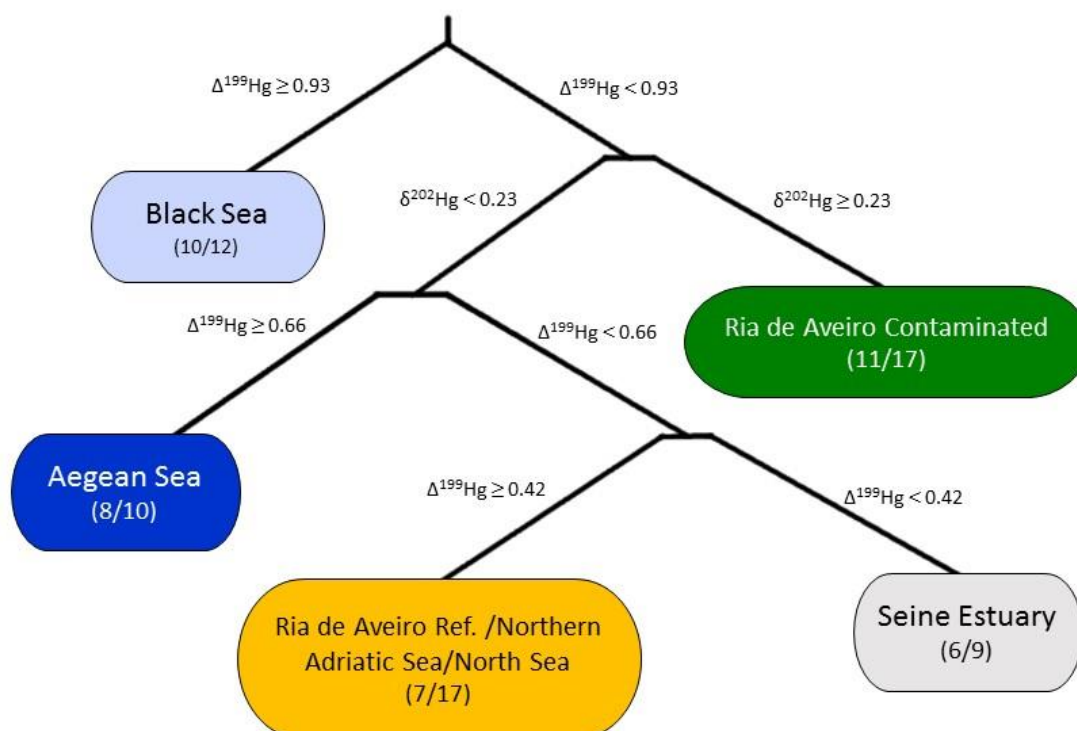 Δ¹⁹⁹Hg ≥ 0.93
Δ¹⁹⁹Hg < 0.93
Black Sea
(10/12)
δ²⁰²Hg < 0.23
δ²⁰²Hg ≥ 0.23
Δ¹⁹⁹Hg ≥ 0.66
Δ¹⁹⁹Hg < 0.66
Ria de Aveiro Contaminated
(11/17)
Aegean Sea
(8/10)
Δ¹⁹⁹Hg ≥ 0.42
Δ¹⁹⁹Hg < 0.42
Ria de Aveiro Ref. /Northern
Adriatic Sea/North Sea
(7/17)
Seine Estuary
(6/9)